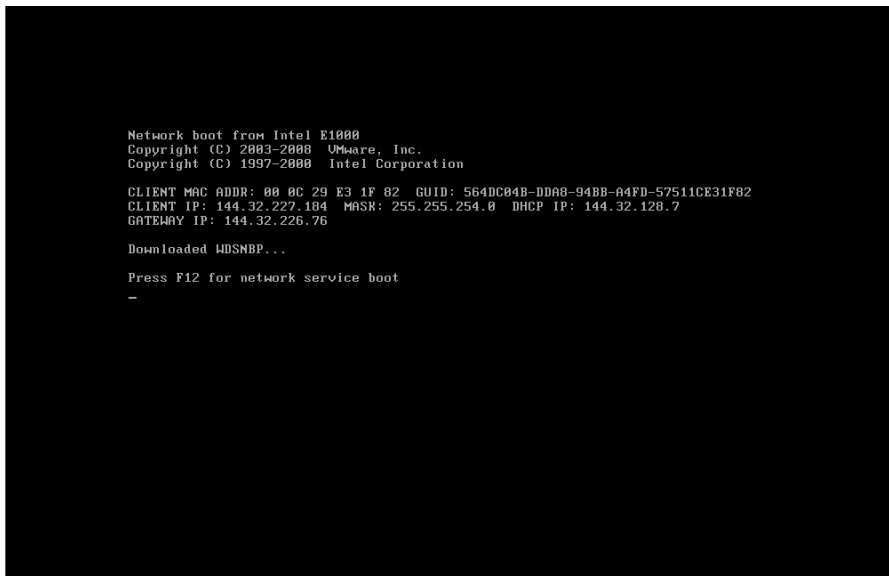 Network boot from Intel E1000
Copyright (C) 2003-2008  VMware, Inc.
Copyright (C) 1997-2000  Intel Corporation
CLIENT MAC ADDR: 00 0C 29 E3 1F 82  GUID: 564DC04B-DDA8-94BB-A4FD-57511CE31F82
CLIENT IP: 144.32.227.184  MASK: 255.255.254.0  DHCP IP: 144.32.128.7
GATEWAY IP: 144.32.226.76
Downloaded WDSNBP...
Press F12 for network service boot
_